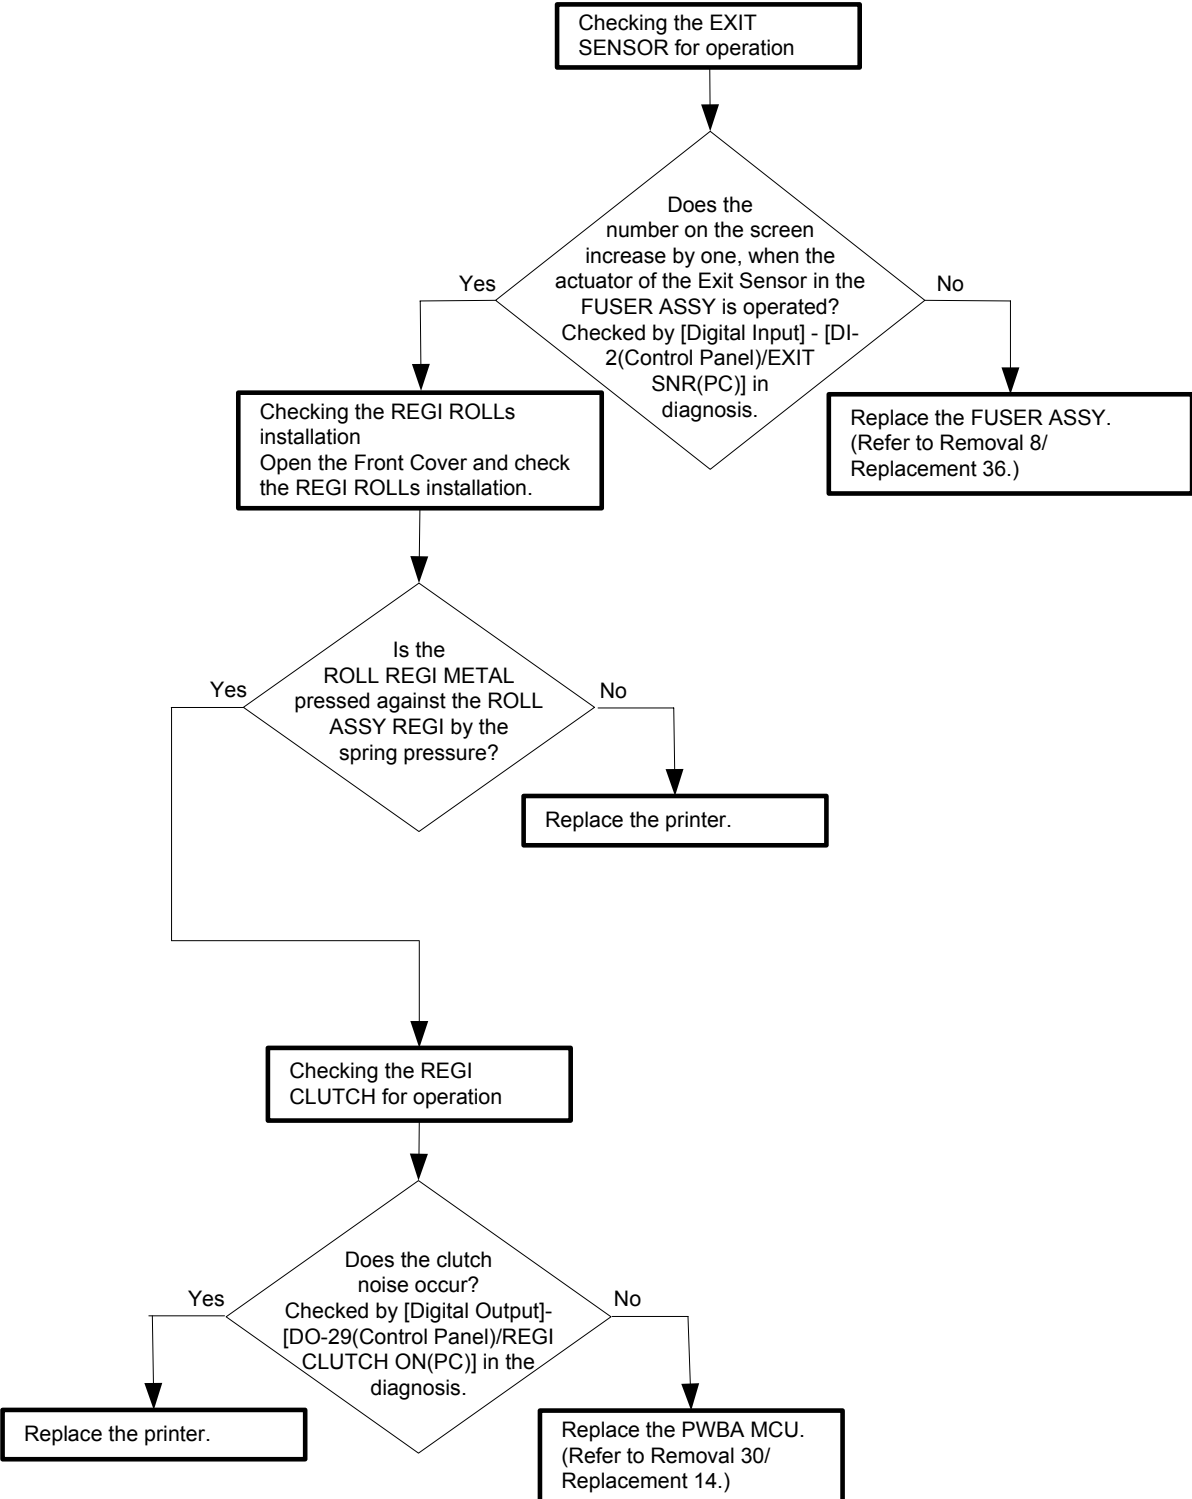 Checking the EXIT
SENSOR for operation
Does the
number on the screen
increase by one, when the
actuator of the Exit Sensor in the
FUSER ASSY is operated?
Checked by [Digital Input] - [DI-
2(Control Panel)/EXIT
SNR(PC)] in
diagnosis.
Yes
No
Checking the REGI ROLLs
installation
Open the Front Cover and check
the REGI ROLLs installation.
Replace the FUSER ASSY.
(Refer to Removal 8/
Replacement 36.)
Is the
ROLL REGI METAL
pressed against the ROLL
ASSY REGI by the
spring pressure?
Yes
No
Replace the printer.
Checking the REGI
CLUTCH for operation
Does the clutch
noise occur?
Checked by [Digital Output]-
[DO-29(Control Panel)/REGI
CLUTCH ON(PC)] in the
diagnosis.
Yes
No
Replace the printer.
Replace the PWBA MCU.
(Refer to Removal 30/
Replacement 14.)